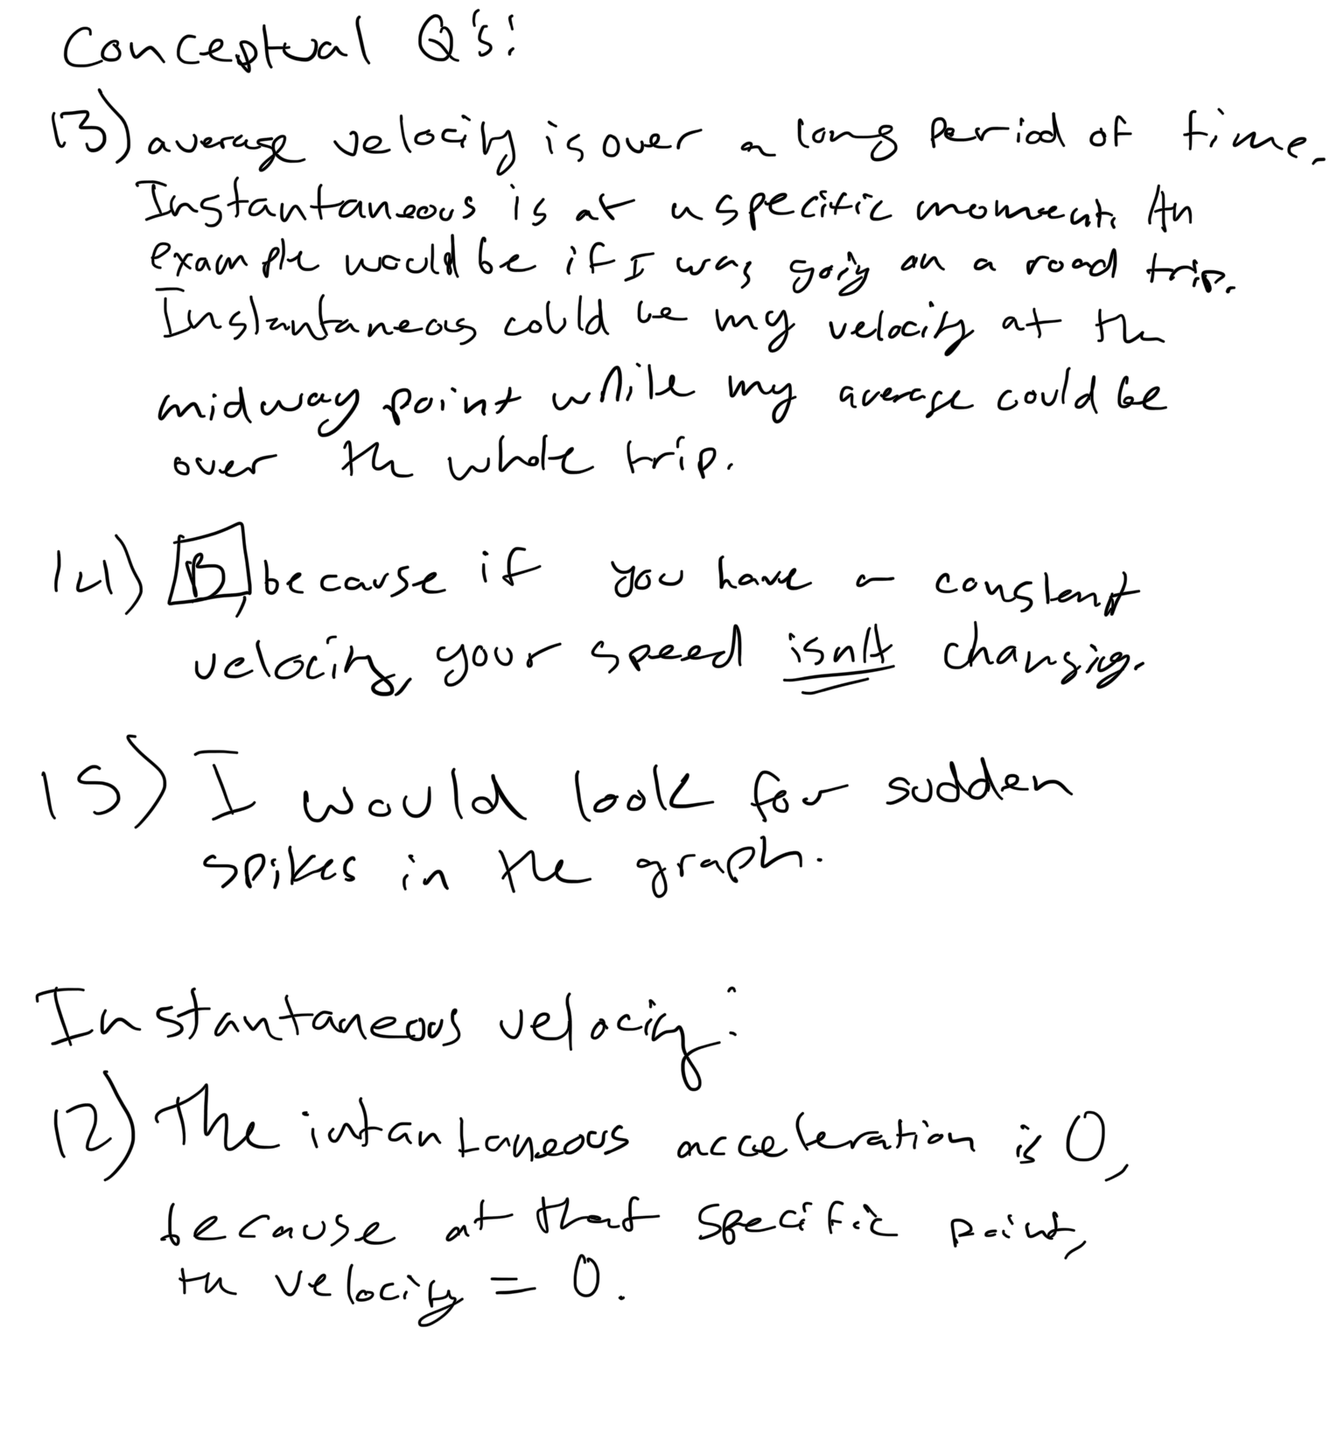 Conceptual Q's:
13) average velocity is over a long period of time.
Instantaneous is at a specific moment. An
example would be if I was going on a road trip.
Instantaneous could be my velocity at the
midway point while my average could be
over the whole trip.
14) B, because if you have a constant
velocity, your speed isn't changing.
15) I would look for sudden
spikes in the graph.
Instantaneous velocity:
12) The intantaneous acceleration is 0,
because at that specific point,
the velocity = 0.